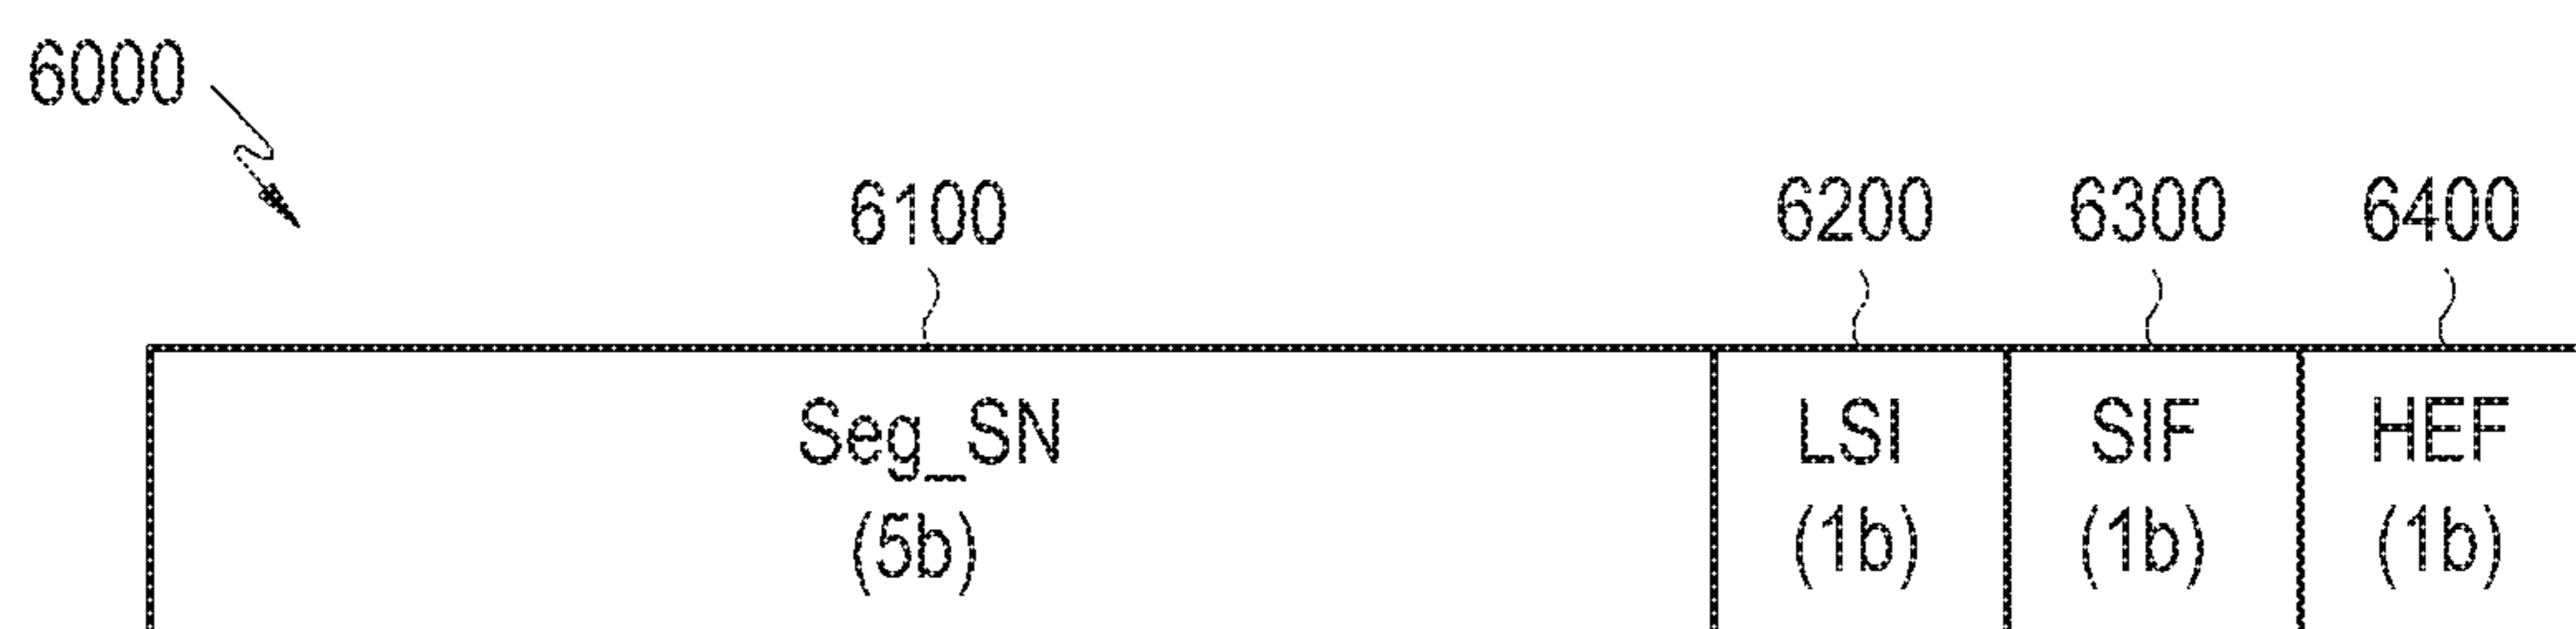 6000
6100 6200 6300 6400
Seg_SN LSI SIF HEF
(5b) (1b) (1b) (1b)